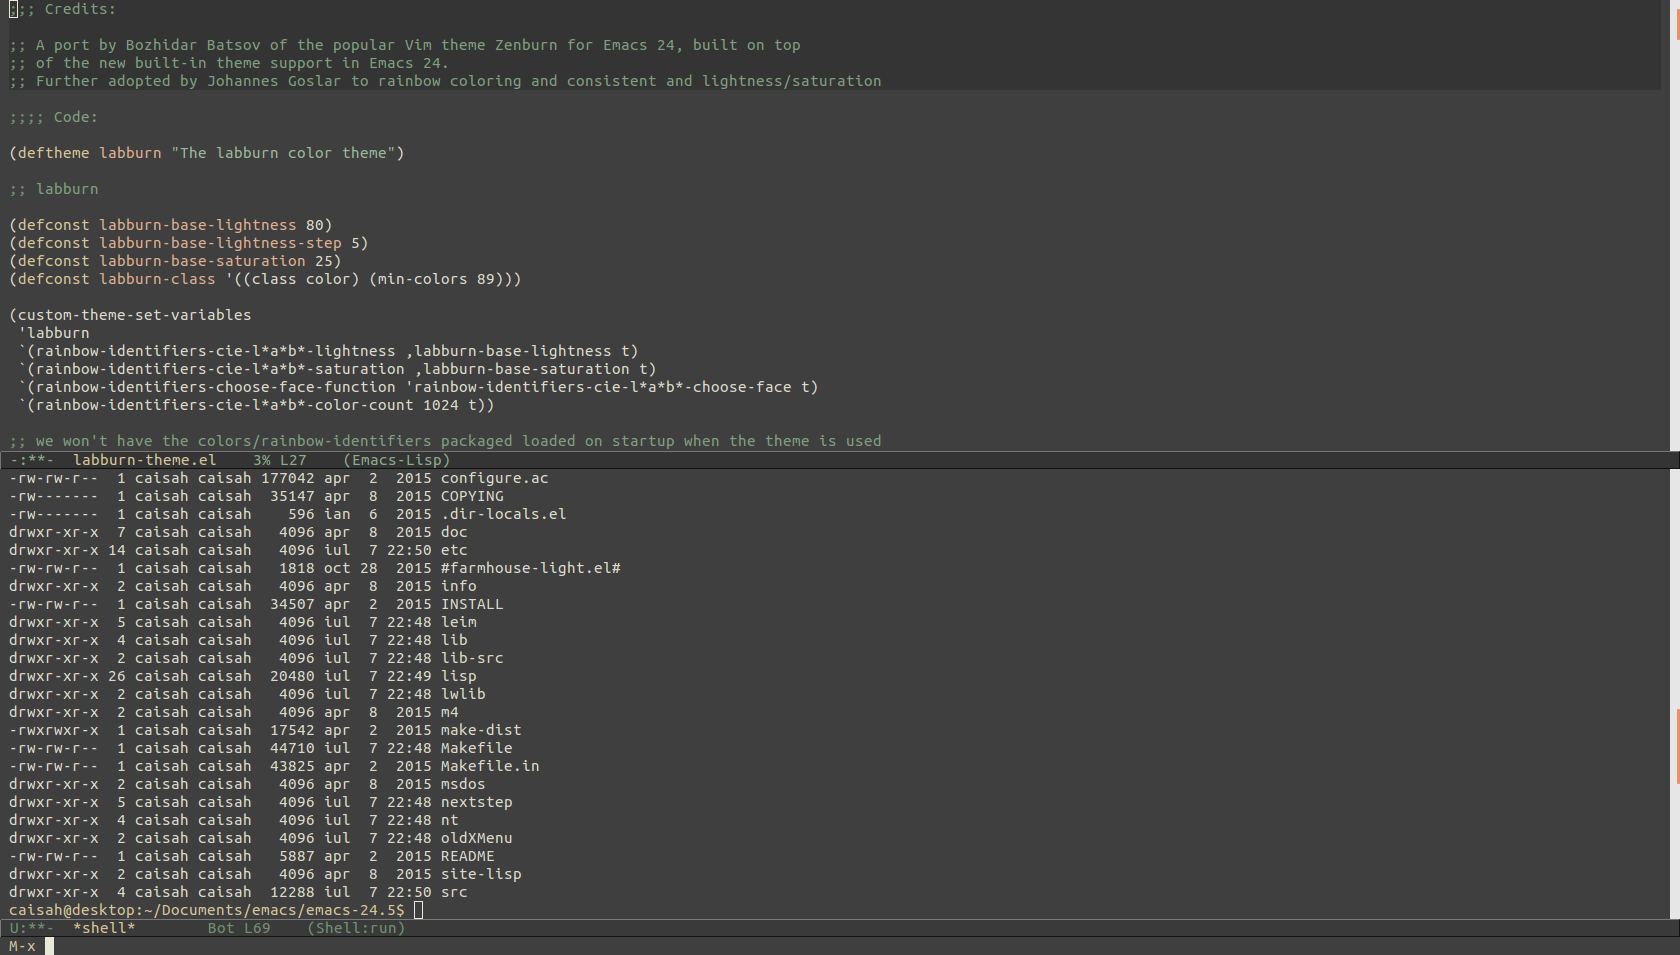 ;;;; Credits:
;; A port by Bozhidar Batsov of the popular Vim theme Zenburn for Emacs 24, built on top
;; of the new built-in theme support in Emacs 24.
;; Further adopted by Johannes Goslar to rainbow coloring and consistent and lightness/saturation
;;;; Code:
(deftheme labburn "The labburn color theme")
;; labburn
(defconst labburn-base-lightness 80)
(defconst labburn-base-lightness-step 5)
(defconst labburn-base-saturation 25)
(defconst labburn-class '((class color) (min-colors 89)))
(custom-theme-set-variables
 'labburn
 `(rainbow-identifiers-cie-l*a*b*-lightness ,labburn-base-lightness t)
 `(rainbow-identifiers-cie-l*a*b*-saturation ,labburn-base-saturation t)
 `(rainbow-identifiers-choose-face-function 'rainbow-identifiers-cie-l*a*b*-choose-face t)
 `(rainbow-identifiers-cie-l*a*b*-color-count 1024 t))
;; we won't have the colors/rainbow-identifiers packaged loaded on startup when the theme is used
-:**-  labburn-theme.el    3% L27    (Emacs-Lisp)
-rw-rw-r--  1 caisah caisah 177042 apr  2  2015 configure.ac
-rw-------  1 caisah caisah  35147 apr  8  2015 COPYING
-rw-------  1 caisah caisah    596 ian  6  2015 .dir-locals.el
drwxr-xr-x  7 caisah caisah   4096 apr  8  2015 doc
drwxr-xr-x 14 caisah caisah   4096 iul  7 22:50 etc
-rw-rw-r--  1 caisah caisah   1818 oct 28  2015 #farmhouse-light.el#
drwxr-xr-x  2 caisah caisah   4096 apr  8  2015 info
-rw-rw-r--  1 caisah caisah  34507 apr  2  2015 INSTALL
drwxr-xr-x  5 caisah caisah   4096 iul  7 22:48 leim
drwxr-xr-x  4 caisah caisah   4096 iul  7 22:48 lib
drwxr-xr-x  2 caisah caisah   4096 iul  7 22:48 lib-src
drwxr-xr-x 26 caisah caisah  20480 iul  7 22:49 lisp
drwxr-xr-x  2 caisah caisah   4096 iul  7 22:48 lwlib
drwxr-xr-x  2 caisah caisah   4096 apr  8  2015 m4
-rwxrwxr-x  1 caisah caisah  17542 apr  2  2015 make-dist
-rw-rw-r--  1 caisah caisah  44710 iul  7 22:48 Makefile
-rw-rw-r--  1 caisah caisah  43825 apr  2  2015 Makefile.in
drwxr-xr-x  2 caisah caisah   4096 apr  8  2015 msdos
drwxr-xr-x  5 caisah caisah   4096 iul  7 22:48 nextstep
drwxr-xr-x  4 caisah caisah   4096 iul  7 22:48 nt
drwxr-xr-x  2 caisah caisah   4096 iul  7 22:48 oldXMenu
-rw-rw-r--  1 caisah caisah   5887 apr  2  2015 README
drwxr-xr-x  2 caisah caisah   4096 apr  8  2015 site-lisp
drwxr-xr-x  4 caisah caisah  12288 iul  7 22:50 src
caisah@desktop:~/Documents/emacs/emacs-24.5$
U:**-  *shell*        Bot L69    (Shell:run)
M-x